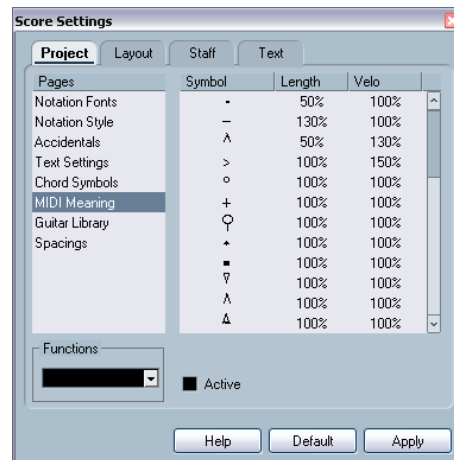 Score Settings
Project Layout Staff Text
Pages Symbol Length Velo
Notation Fonts 50% 100%
Notation Style 130% 100%
Accidentals 50% 130%
Text Settings > 100% 150%
Chord Symbols 100% 100%
MIDI Meaning + 100% 100%
Guitar Library 100% 100%
Spacings 100% 100%
100% 100%
100% 100%
100% 100%
100% 100%
Functions
Active
Help Default Apply